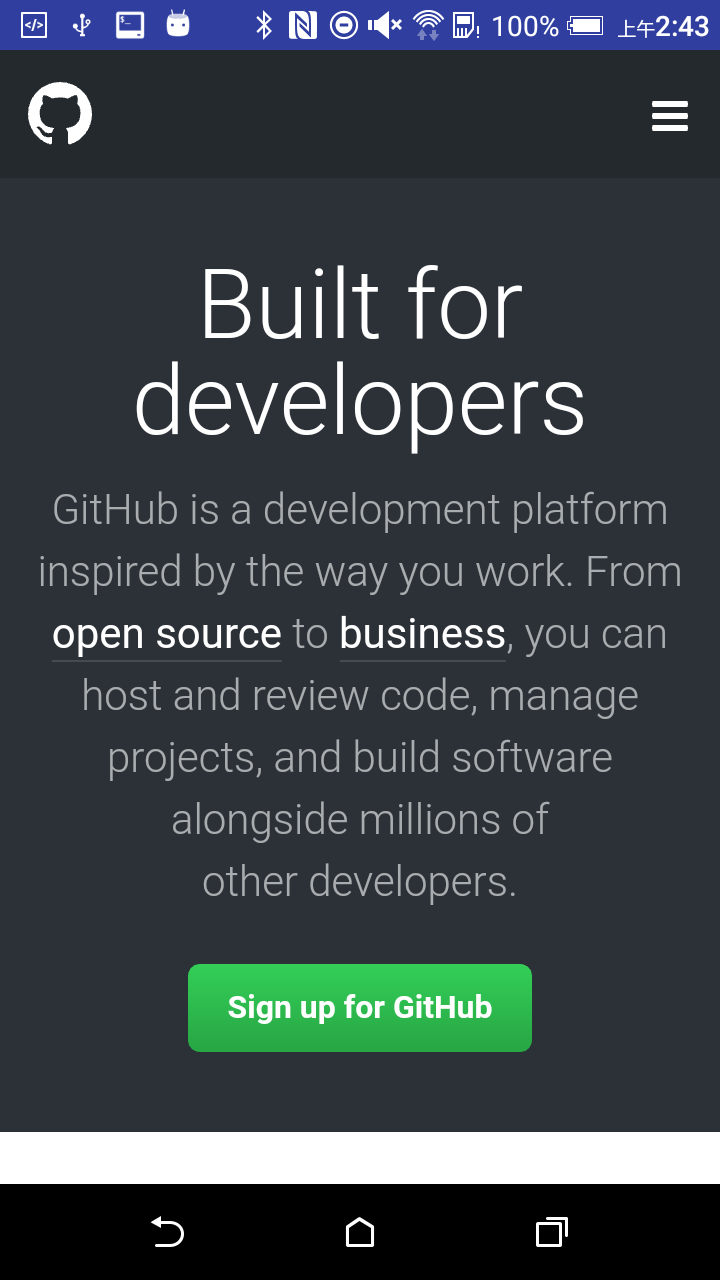 100% 上午2:43
Built for
developers
GitHub is a development platform
inspired by the way you work. From
open source to business, you can
host and review code, manage
projects, and build software
alongside millions of
other developers.
Sign up for GitHub